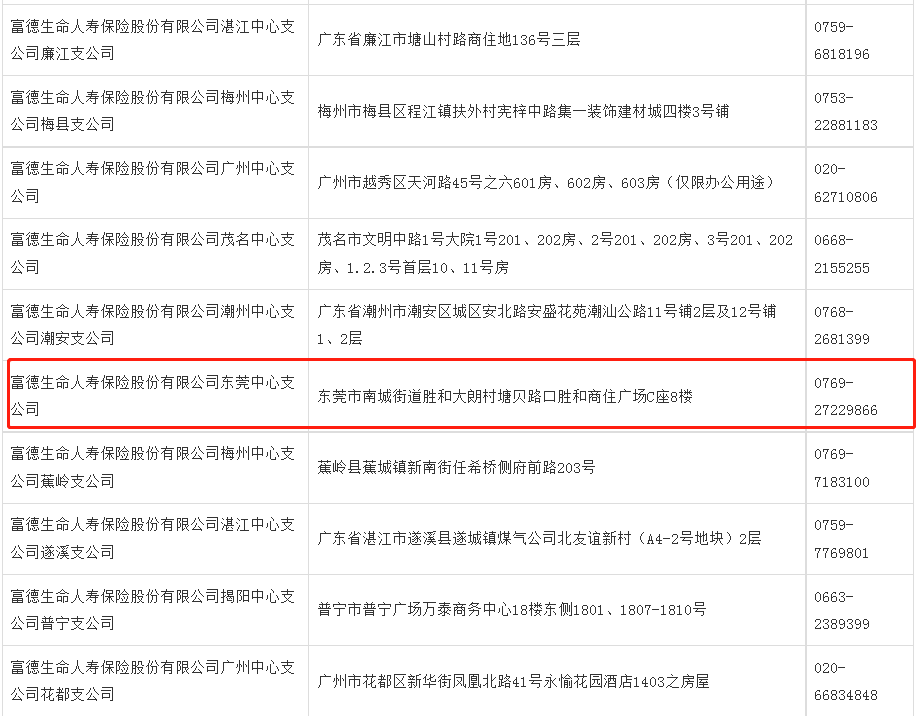 富德生命人寿保险股份有限公司湛江中心支
公司廉江支公司
广东省廉江市塘山村路商住地136号三层
0759-
6818196
富德生命人寿保险股份有限公司梅州中心支
公司梅县支公司
梅州市梅县区程江镇扶外村宪梓中路集一装饰建材城四楼3号铺
0753-
22881183
富德生命人寿保险股份有限公司广州中心支
公司
广州市越秀区天河路45号之六601房、602房、603房（仅限办公用途）
020-
62710806
富德生命人寿保险股份有限公司茂名中心支
公司
茂名市文明中路1号大院1号201、202房、2号201、202房、3号201、202
房、1.2.3号首层10、11号房
0668-
2155255
富德生命人寿保险股份有限公司潮州中心支
公司潮安支公司
广东省潮州市潮安区城区安北路安盛花苑潮汕公路11号铺2层及12号铺
1、2层
0768-
2681399
富德生命人寿保险股份有限公司东莞中心支
公司
东莞市南城街道胜和大朗村塘贝路口胜和商住广场C座8楼
0769-
27229866
富德生命人寿保险股份有限公司梅州中心支
公司蕉岭支公司
蕉岭县蕉城镇新南街任希桥侧府前路203号
0769-
7183100
富德生命人寿保险股份有限公司湛江中心支
公司遂溪支公司
广东省湛江市遂溪县遂城镇煤气公司北友谊新村（A4-2号地块）2层
0759-
7769801
富德生命人寿保险股份有限公司揭阳中心支
公司普宁支公司
普宁市普宁广场万泰商务中心18楼东侧1801、1807-1810号
0663-
2389399
富德生命人寿保险股份有限公司广州中心支
公司花都支公司
广州市花都区新华街凤凰北路41号永愉花园酒店1403之房屋
020-
66834848